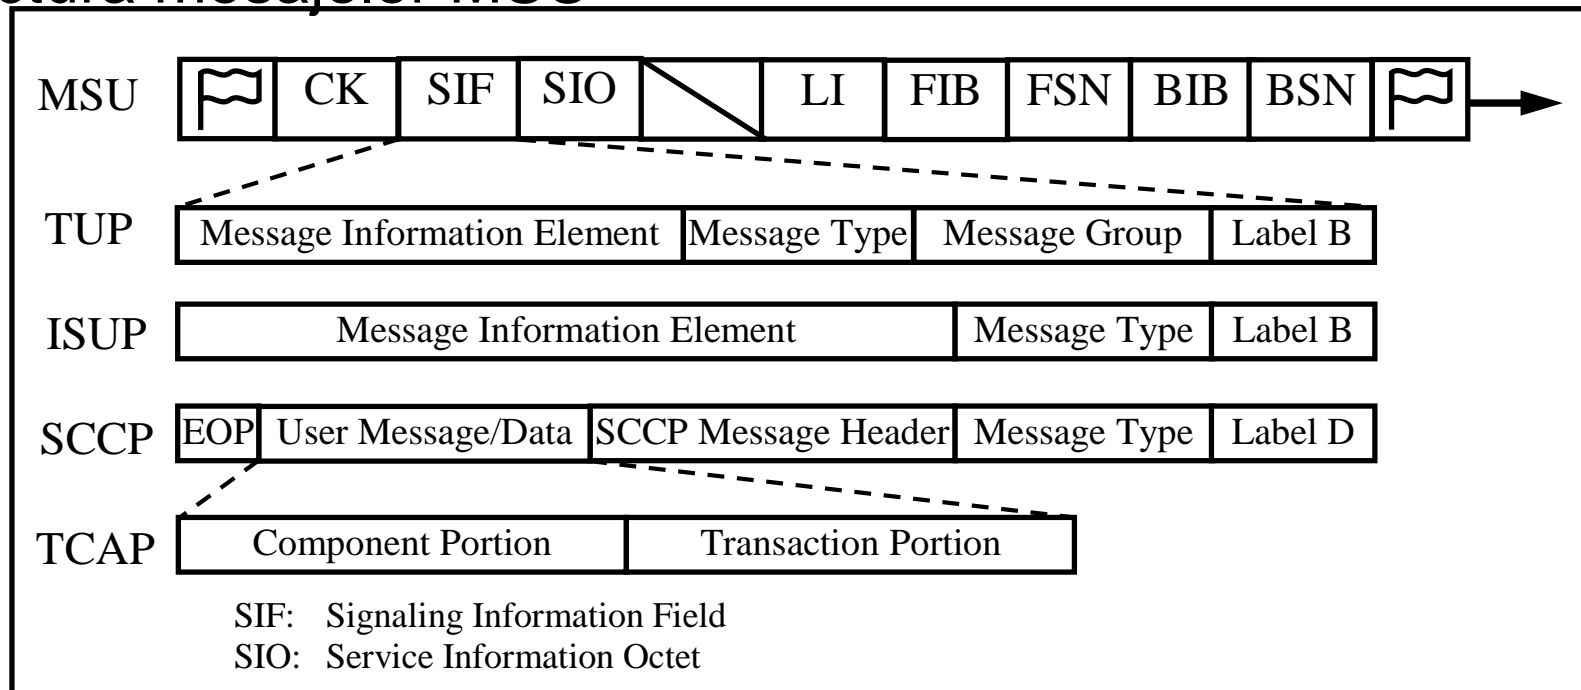 mesajelor MSU
MSU CK SIF SIO LI FIB FSN BIB BSN
TUP Message Information Element Message Type Message Group Label B
ISUP Message Information Element Message Type Label B
SCCP EOP User Message/Data SCCP Message Header Message Type Label D
TCAP Component Portion Transaction Portion
SIF: Signaling Information Field
SIO: Service Information Octet